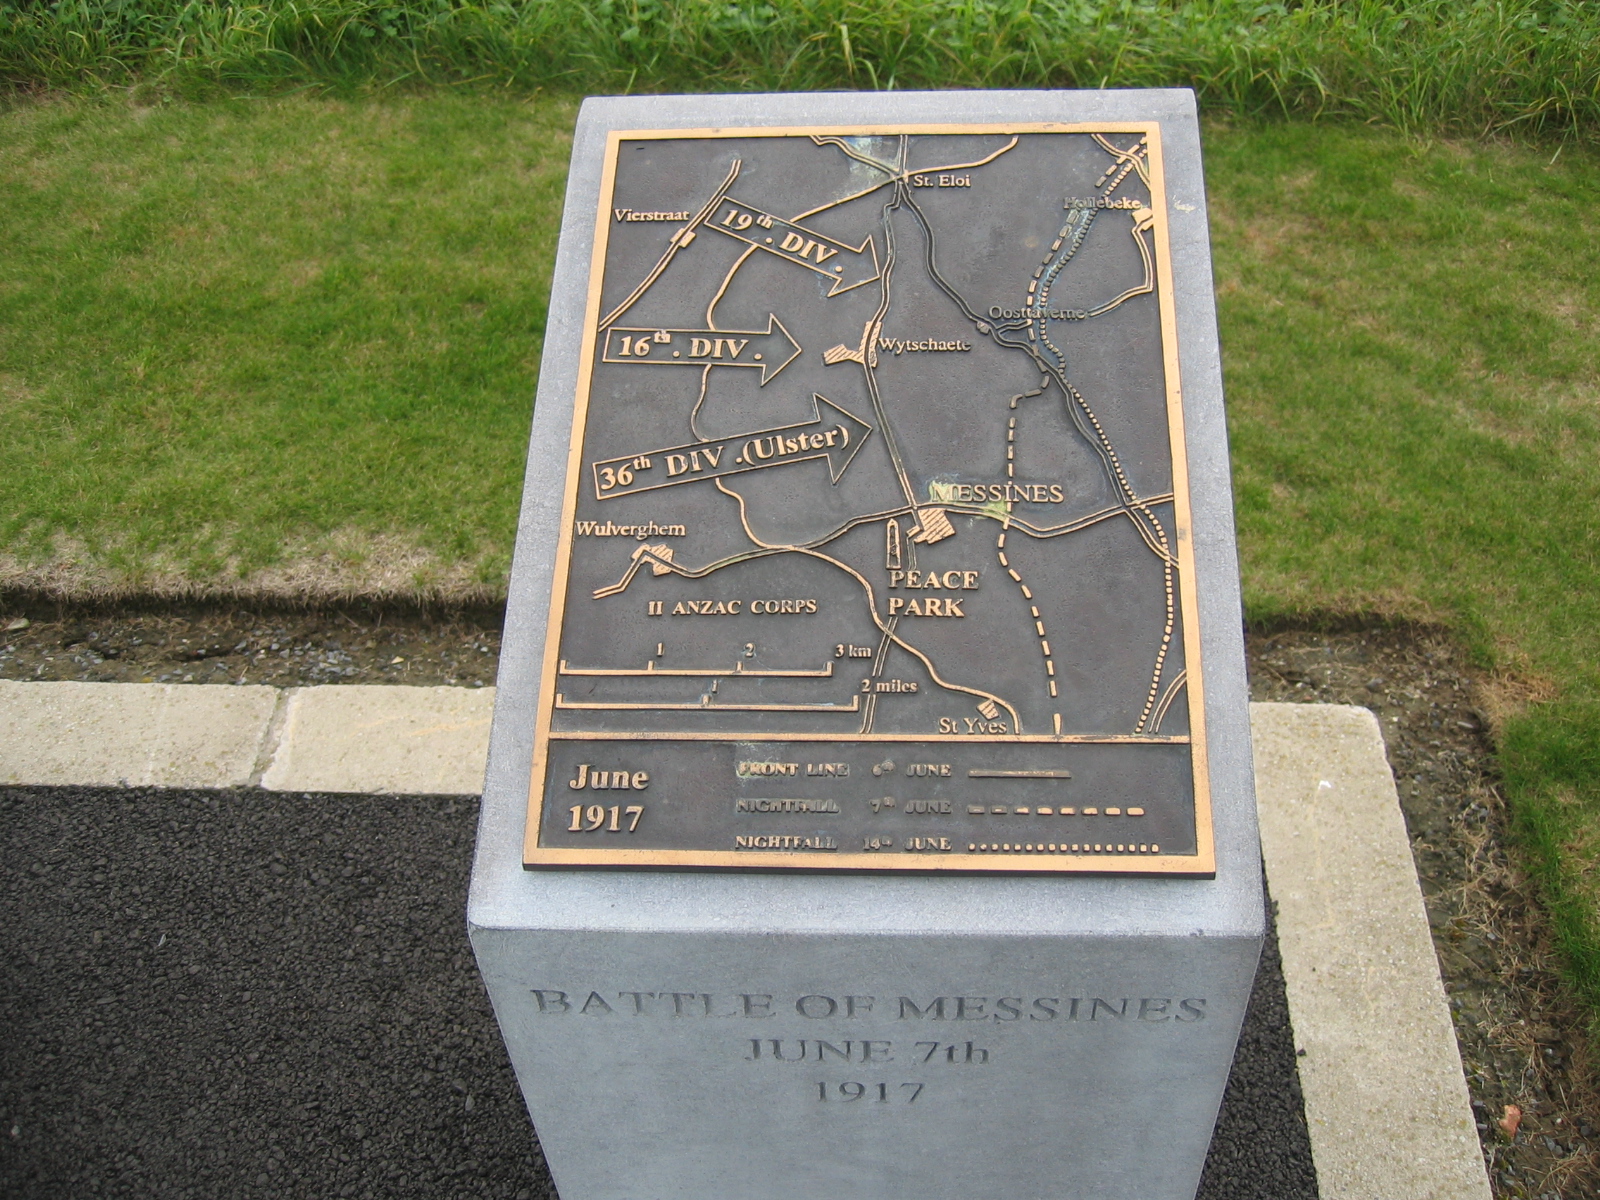 St. Eloi
Hollebeke
Vierstraat
19th. DIV.
Oosttaverne
16th. DIV.
Wytschaete
36th DIV .(Ulster)
MESSINES
Wulverghem
PEACE
PARK
II ANZAC CORPS
1 2 3 km
1 2 miles
St Yves
June
1917
FRONT LINE 6th JUNE
NIGHTFALL 7th JUNE
NIGHTFALL 14th JUNE
BATTLE OF MESSINES
JUNE 7th
1917